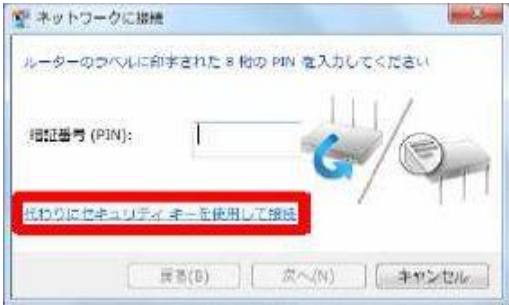 ネットワークに接続
ルーターのラベルに印字された 8 桁の PIN を入力してください
暗証番号 (PIN):
代わりにセキュリティ キーを使用して接続
戻る(B)
次へ(N)
キャンセル